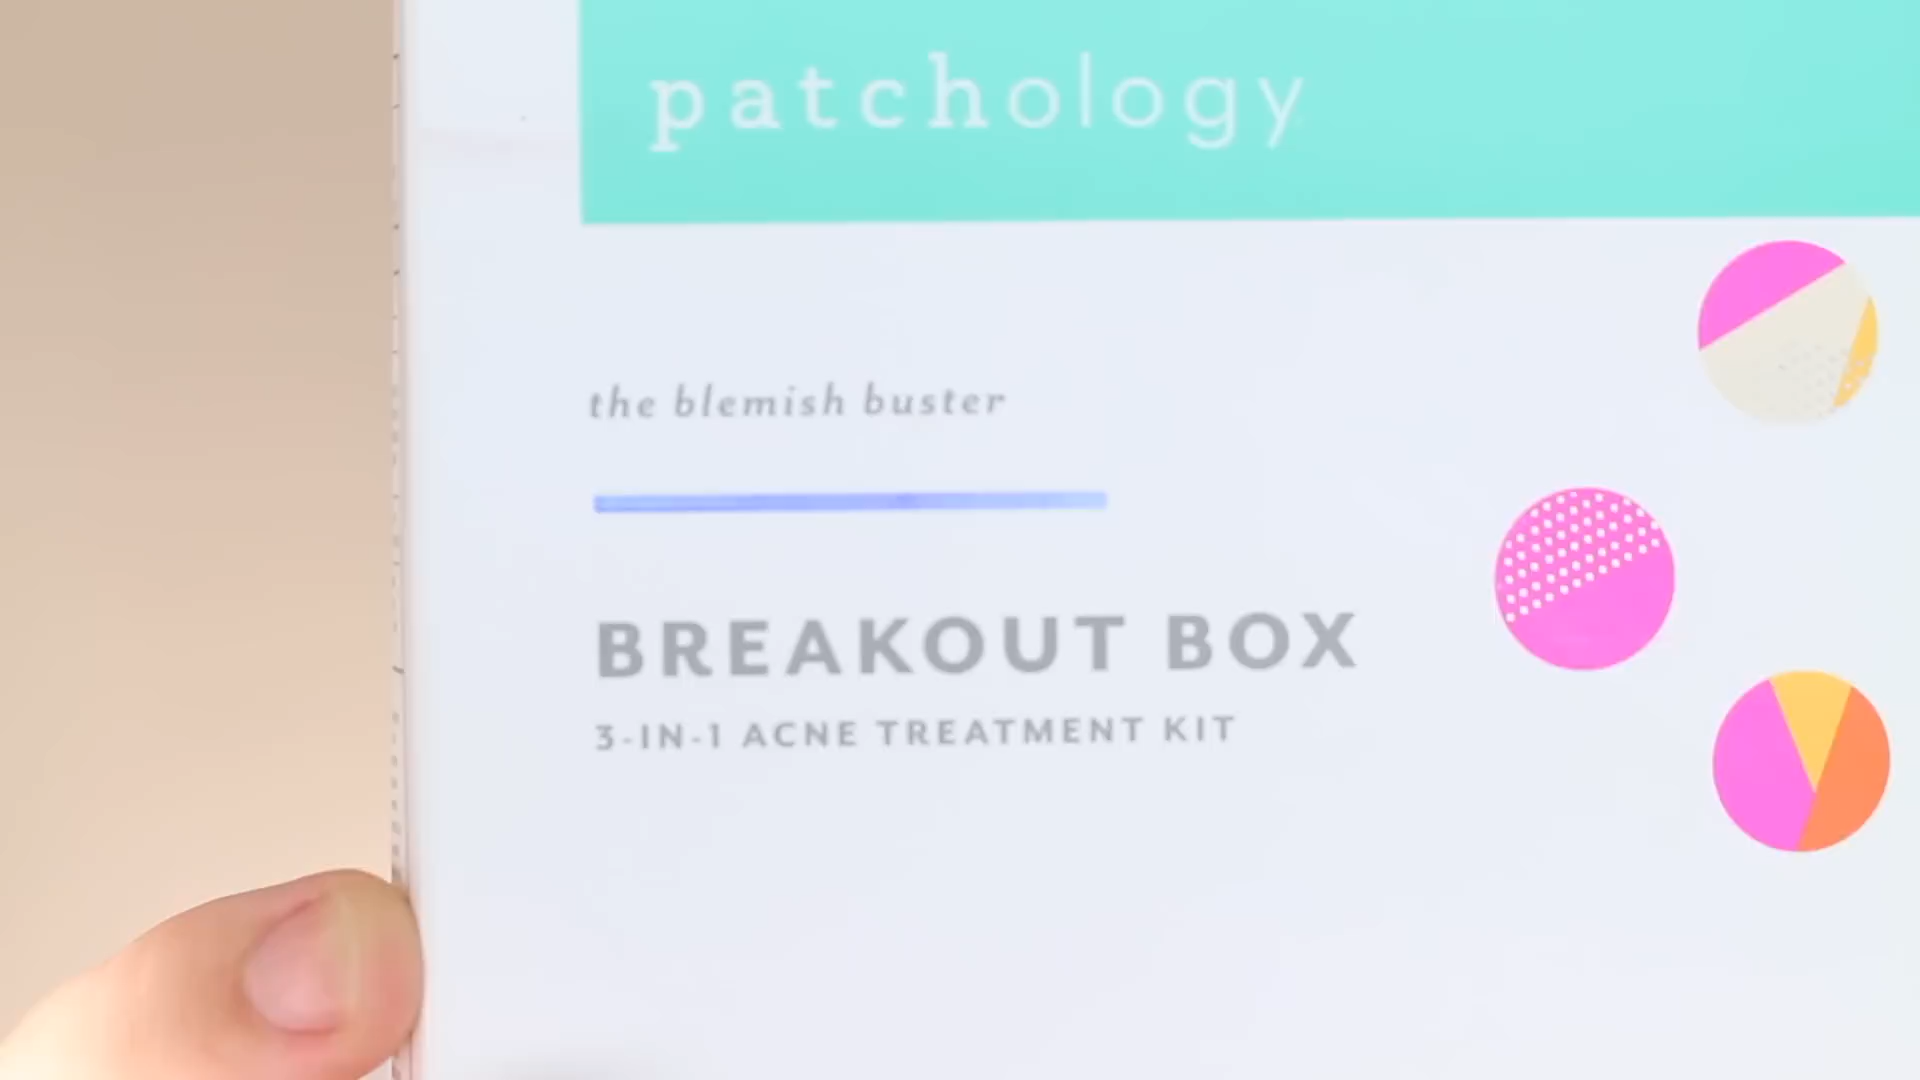 patchology
the blemish buster
BREAKOUT BOX
3-IN-1 ACNE TREATMENT KIT